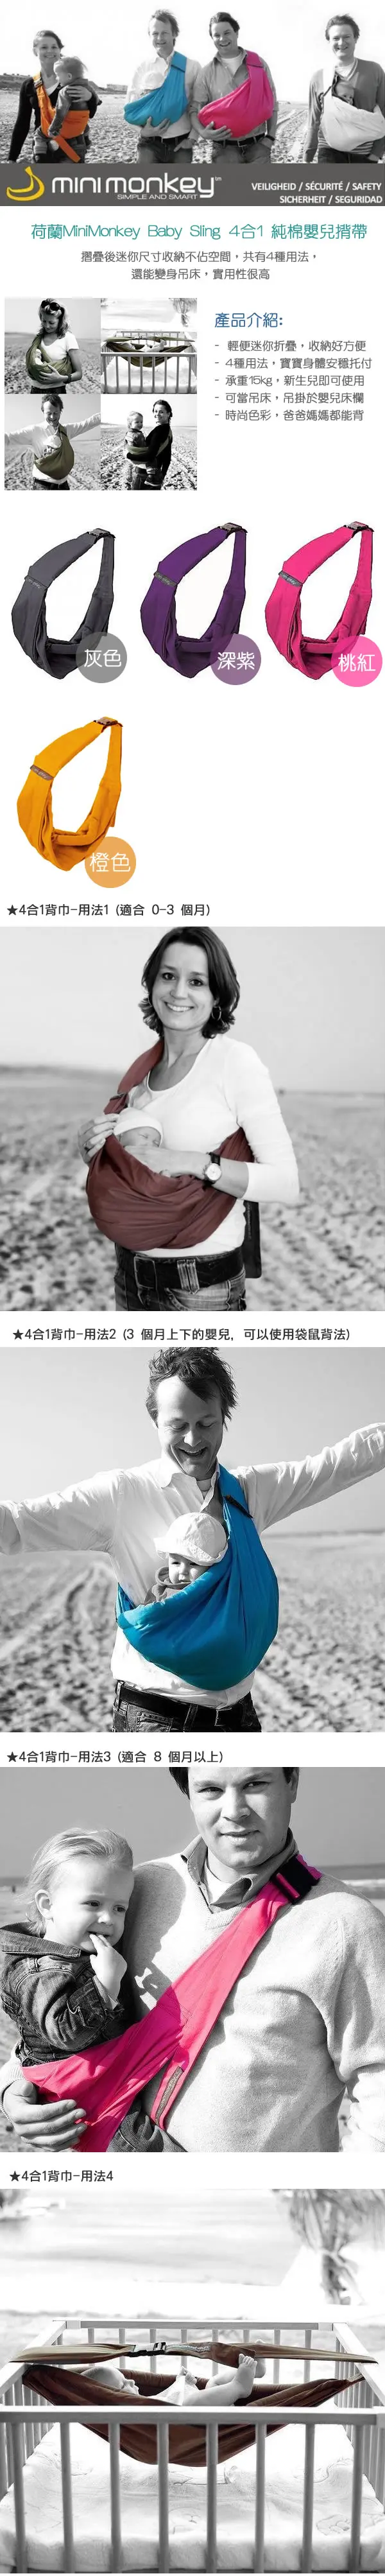 minimonkey™
SIMPLE AND SMART
VEILIGHEID / SÉCURITÉ / SAFETY
SICHERHEIT / SEGURIDAD
荷蘭MiniMonkey Baby Sling 4合1 純棉嬰兒揹帶
摺疊後迷你尺寸收納不佔空間，共有4種用法，
還能變身吊床，實用性很高
產品介紹:
- 輕便迷你折疊，收納好方便
- 4種用法，寶寶身體安穩托付
- 承重15kg，新生兒即可使用
- 可當吊床，吊掛於嬰兒床欄
- 時尚色彩，爸爸媽媽都能背
灰色
深紫
桃紅
橙色
★4合1背巾-用法1 (適合 0-3 個月)
★4合1背巾-用法2 (3 個月上下的嬰兒, 可以使用袋鼠背法)
★4合1背巾-用法3 (適合 8 個月以上)
★4合1背巾-用法4